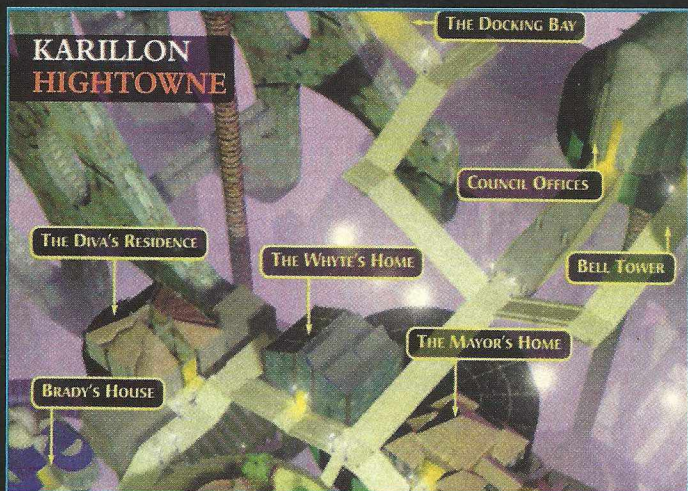 THE DOCKING BAY
KARILLON
HIGHTOWNE
COUNCIL OFFICES
THE DIVA'S RESIDENCE
THE WHYTE'S HOME
BELL TOWER
THE MAYOR'S HOME
BRADY'S HOUSE